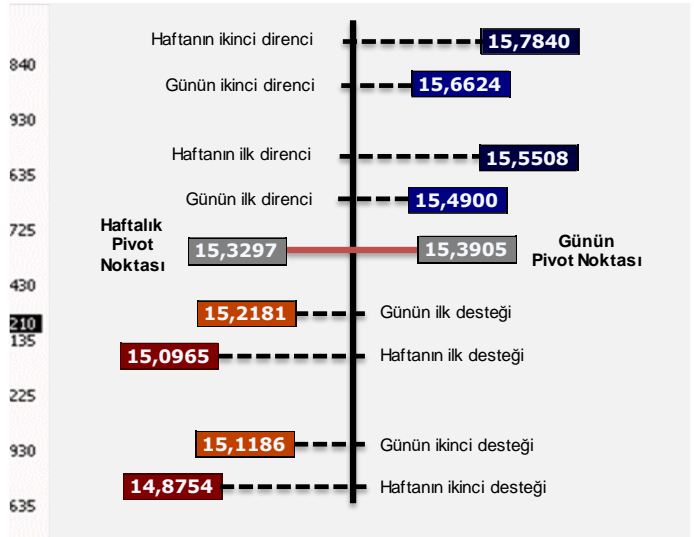 840
930
635
725
430
210
135
225
930
635
Haftanın ikinci direnci
15,7840
Günün ikinci direnci
15,6624
Haftanın ilk direnci
15,5508
Günün ilk direnci
15,4900
Haftalık
Pivot
Noktası
15,3297
15,3905
Günün
Pivot Noktası
15,2181
Günün ilk desteği
15,0965
Haftanın ilk desteği
15,1186
Günün ikinci desteği
14,8754
Haftanın ikinci desteği